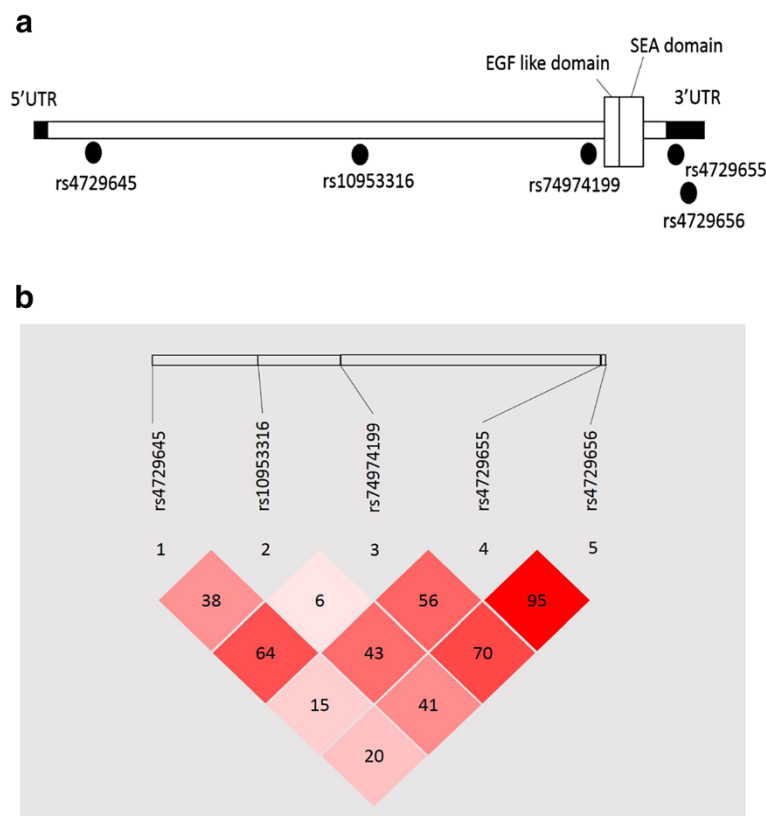 a
SEA domain
EGF like domain
5'UTR
3'UTR
rs4729645
rs10953316
rs74974199
rs4729655
rs4729656
b
rs4729645
rs10953316
rs74974199
rs4729655
rs4729656
1 2 3 4 5
38 6 56 95
64 43 70
15 41
20